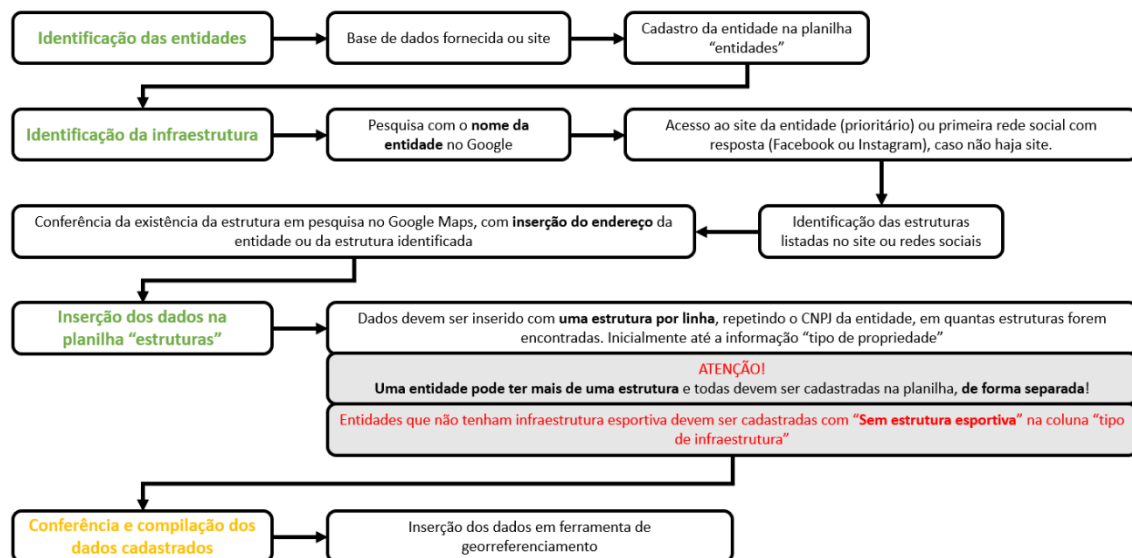 Identificação das entidades
Base de dados fornecida ou site
Cadastro da entidade na planilha
“entidades”
Identificação da infraestrutura
Pesquisa com o nome da
entidade no Google
Acesso ao site da entidade (prioritário) ou primeira rede social com
resposta (Facebook ou Instagram), caso não haja site.
Identificação das estruturas
listadas no site ou redes sociais
Conferência da existência da estrutura em pesquisa no Google Maps, com inserção do endereço da
entidade ou da estrutura identificada
Inserção dos dados na
planilha “estruturas”
Dados devem ser inserido com uma estrutura por linha, repetindo o CNPJ da entidade, em quantas estruturas forem
encontradas. Inicialmente até a informação “tipo de propriedade”
ATENÇÃO!
Uma entidade pode ter mais de uma estrutura e todas devem ser cadastradas na planilha, de forma separada!
Entidades que não tenham infraestrutura esportiva devem ser cadastradas com “Sem estrutura esportiva” na coluna “tipo
de infraestrutura”
Conferência e compilação dos
dados cadastrados
Inserção dos dados em ferramenta de
georreferenciamento